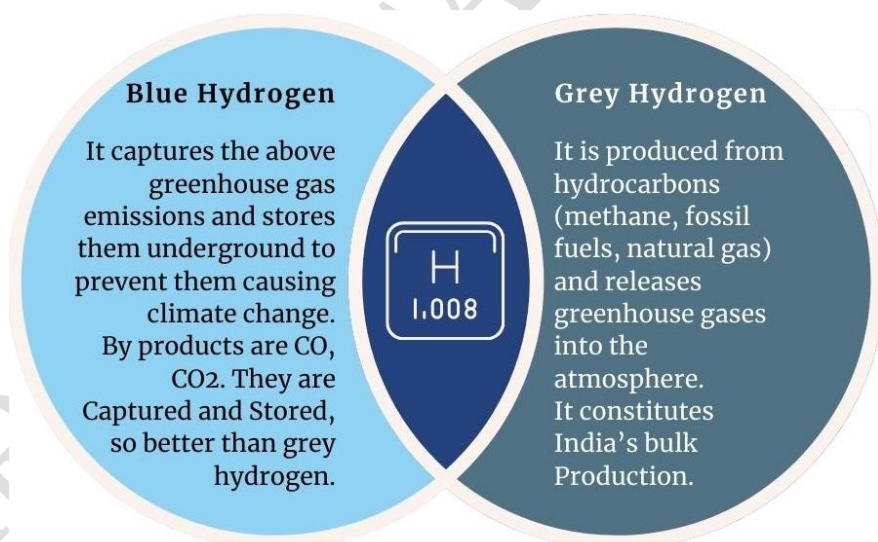 Blue Hydrogen
It captures the above
greenhouse gas
emissions and stores
them underground to
prevent them causing
climate change.
By products are CO,
CO2. They are
Captured and Stored,
so better than grey
hydrogen.
H
1.008
Grey Hydrogen
It is produced from
hydrocarbons
(methane, fossil
fuels, natural gas)
and releases
greenhouse gases
into the
atmosphere.
It constitutes
India's bulk
Production.